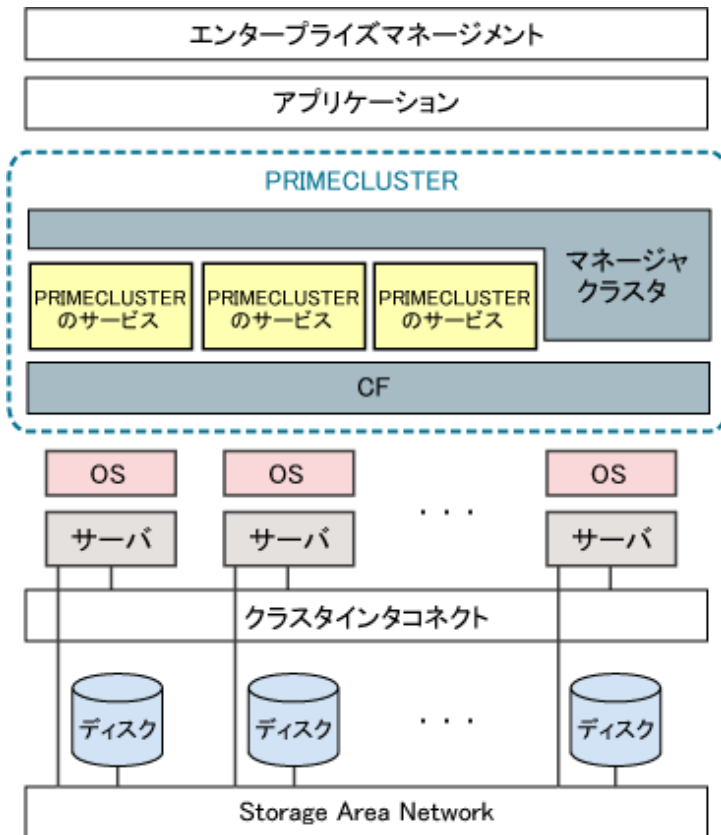 エンタープライズマネージメント
アプリケーション
PRIMECLUSTER
マネージャ
クラスタ
PRIMECLUSTER
のサービス
PRIMECLUSTER
のサービス
PRIMECLUSTER
のサービス
CF
OS
OS
OS
サーバ
サーバ
・・・
サーバ
クラスタインタコネクト
ディスク
ディスク
・・・
ディスク
Storage Area Network